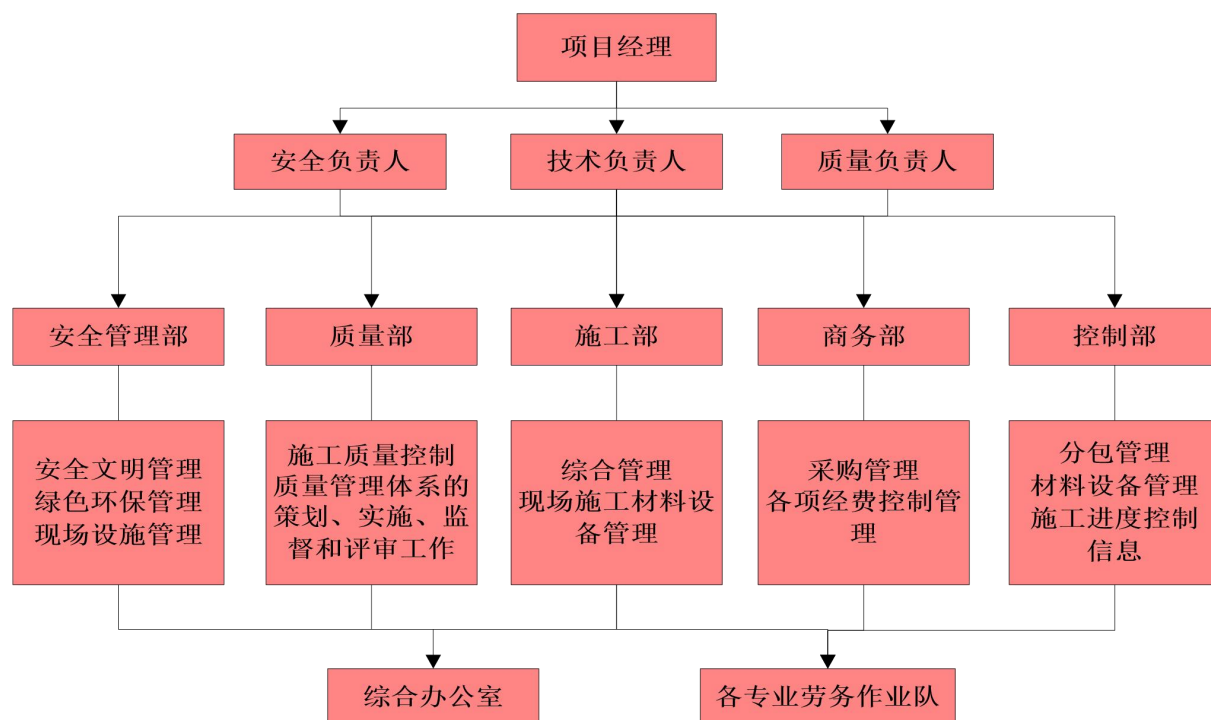 项目经理
安全负责人
技术负责人
质量负责人
安全管理部
质量部
施工部
商务部
控制部
安全文明管理
绿色环保管理
现场设施管理
施工质量控制
质量管理体系的
策划、实施、监
督和评审工作
综合管理
现场施工材料设
备管理
采购管理
各项经费控制管
理
分包管理
材料设备管理
施工进度控制
信息
综合办公室
各专业劳务作业队